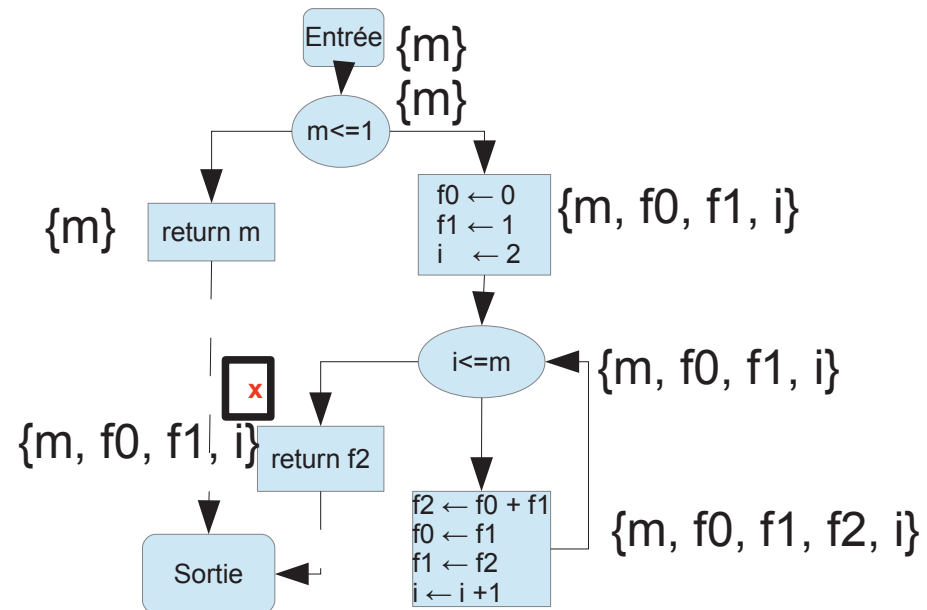 Entrée
{m}
{m}
m<=1
f0 ← 0
f1 ← 1
i ← 2
{m, f0, f1, i}
{m}
return m
i<=m
{m, f0, f1, i}
x
{m, f0, f1, i}
return f2
f2 ← f0 + f1
f0 ← f1
f1 ← f2
i ← i +1
{m, f0, f1, f2, i}
Sortie